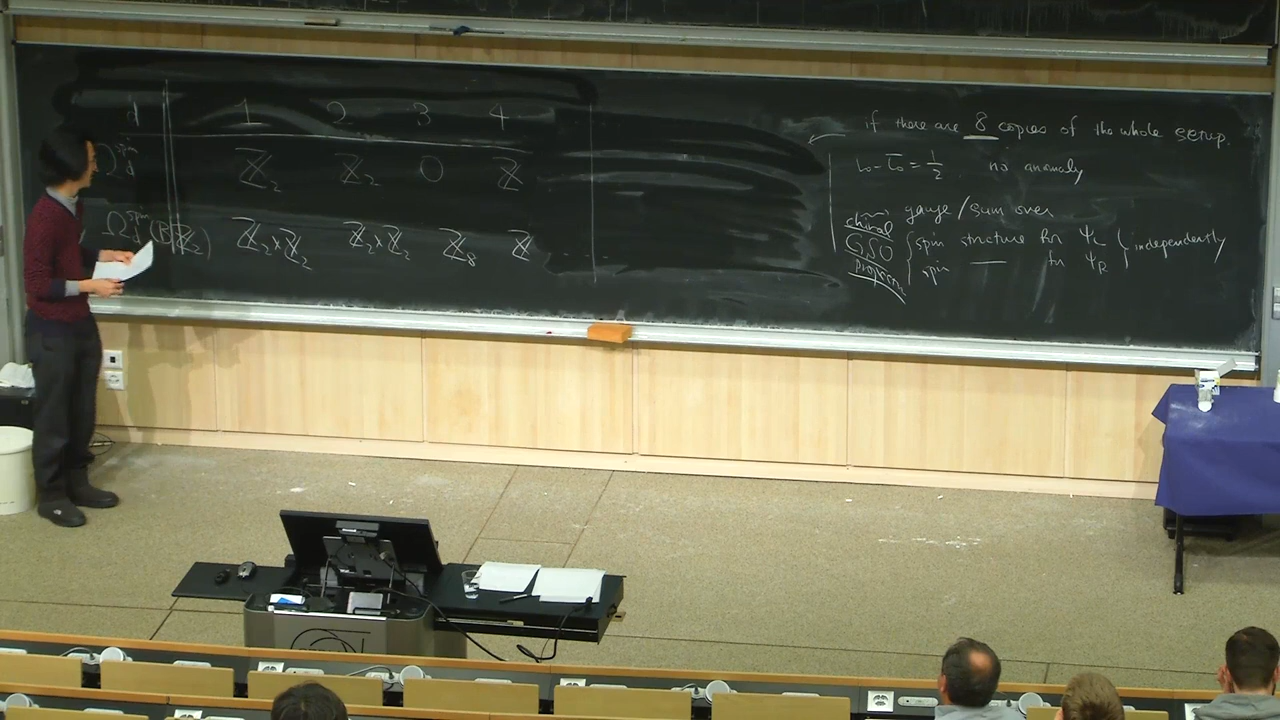 d 1 2 3 4
Ω^spin_d ℤ₂ ℤ₂ 0 ℤ
Ω^spin_d(Bℤ₂) ℤ₂×ℤ₂ ℤ₂×ℤ₂ ℤ₈ ℤ
if there are 8 copies of the whole setup.
L₀-L̄₀ = 1/2 no anomaly
gauge / sum over
chiral
GSO { spin structure for ψ_L } independently
projection spin — for ψ_R